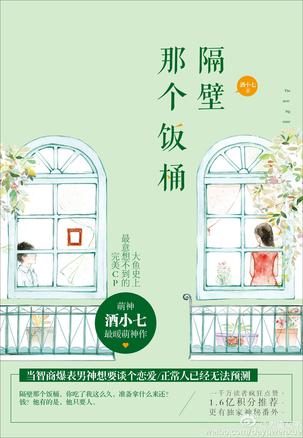 隔壁
那个饭桶
酒小七
著
大鱼史上
最意想不到的
完美CP
萌神
酒小七
最暖萌神作
当智商爆表男神想要谈个恋爱/正常人已经无法预测
隔壁那个饭桶,你吃了我这么久,准备拿什么来还?
钱?他有的是,他只要人。
一千万读者疯狂点赞
1.6亿积分推荐
更有独家神秘番外